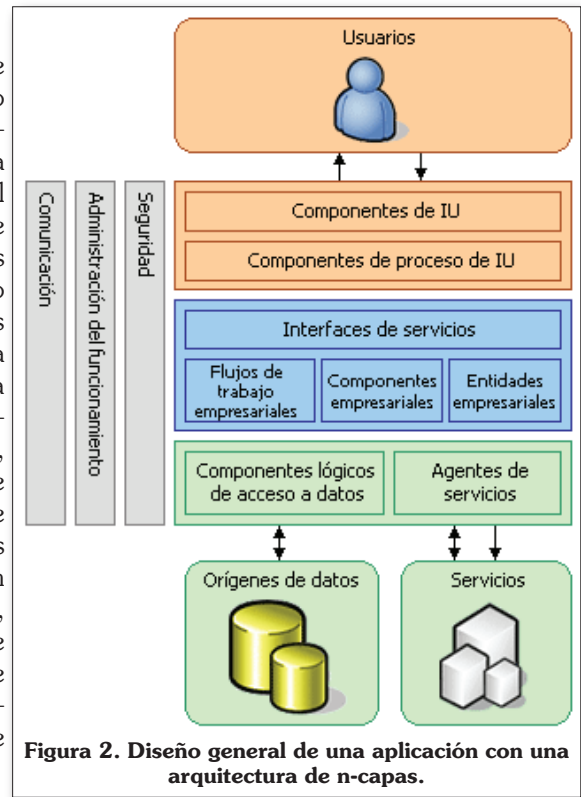 Usuarios
Comunicación
Administración del funcionamiento
Seguridad
Componentes de IU
Componentes de proceso de IU
Interfaces de servicios
Flujos de
trabajo
empresariales
Componentes
empresariales
Entidades
empresariales
Componentes lógicos
de acceso a datos
Agentes de
servicios
Orígenes de datos
Servicios
Figura 2. Diseño general de una aplicación con una
arquitectura de n-capas.